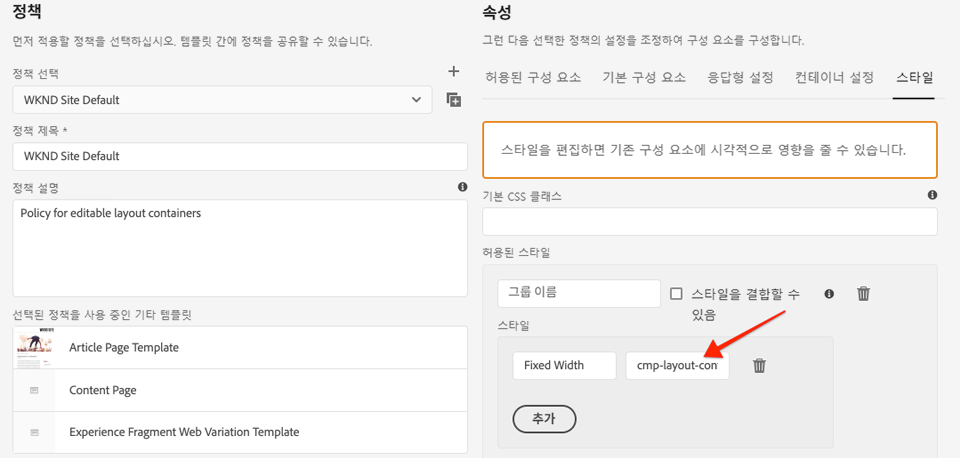 정책
먼저 적용할 정책을 선택하십시오. 템플릿 간에 정책을 공유할 수 있습니다.
정책 선택
WKND Site Default
정책 제목 *
WKND Site Default
정책 설명
Policy for editable layout containers
선택된 정책을 사용 중인 기타 템플릿
Article Page Template
Content Page
Experience Fragment Web Variation Template
속성
그런 다음 선택한 정책의 설정을 조정하여 구성 요소를 구성합니다.
허용된 구성 요소 기본 구성 요소 응답형 설정 컨테이너 설정 스타일
스타일을 편집하면 기존 구성 요소에 시각적으로 영향을 줄 수 있습니다.
기본 CSS 클래스
허용된 스타일
그룹 이름
스타일을 결합할 수
있음
스타일
Fixed Width cmp-layout-con
추가